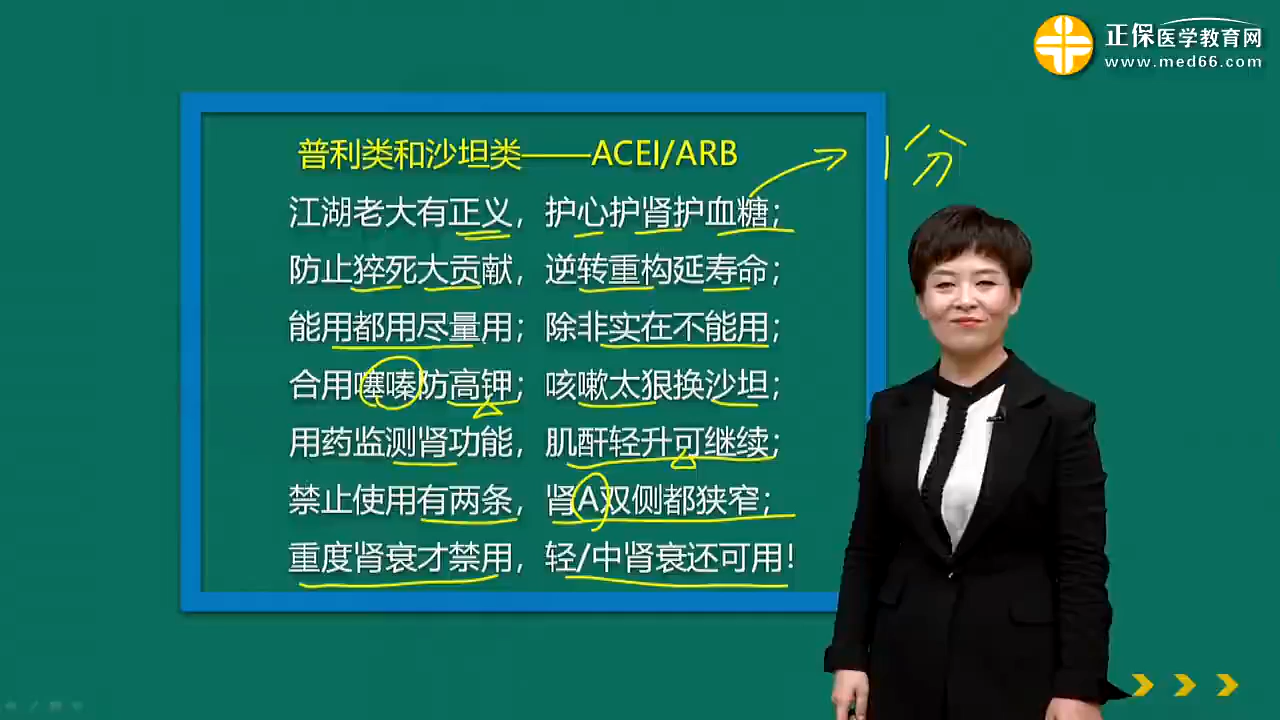 正保医学教育网
www.med66.com
普利类和沙坦类——ACEI/ARB
1分
江湖老大有正义，护心护肾护血糖；
防止猝死大贡献，逆转重构延寿命；
能用都用尽量用；除非实在不能用；
合用噻嗪防高钾；咳嗽太狠换沙坦；
用药监测肾功能，肌酐轻升可继续；
禁止使用有两条，肾A双侧都狭窄；
重度肾衰才禁用，轻/中肾衰还可用！